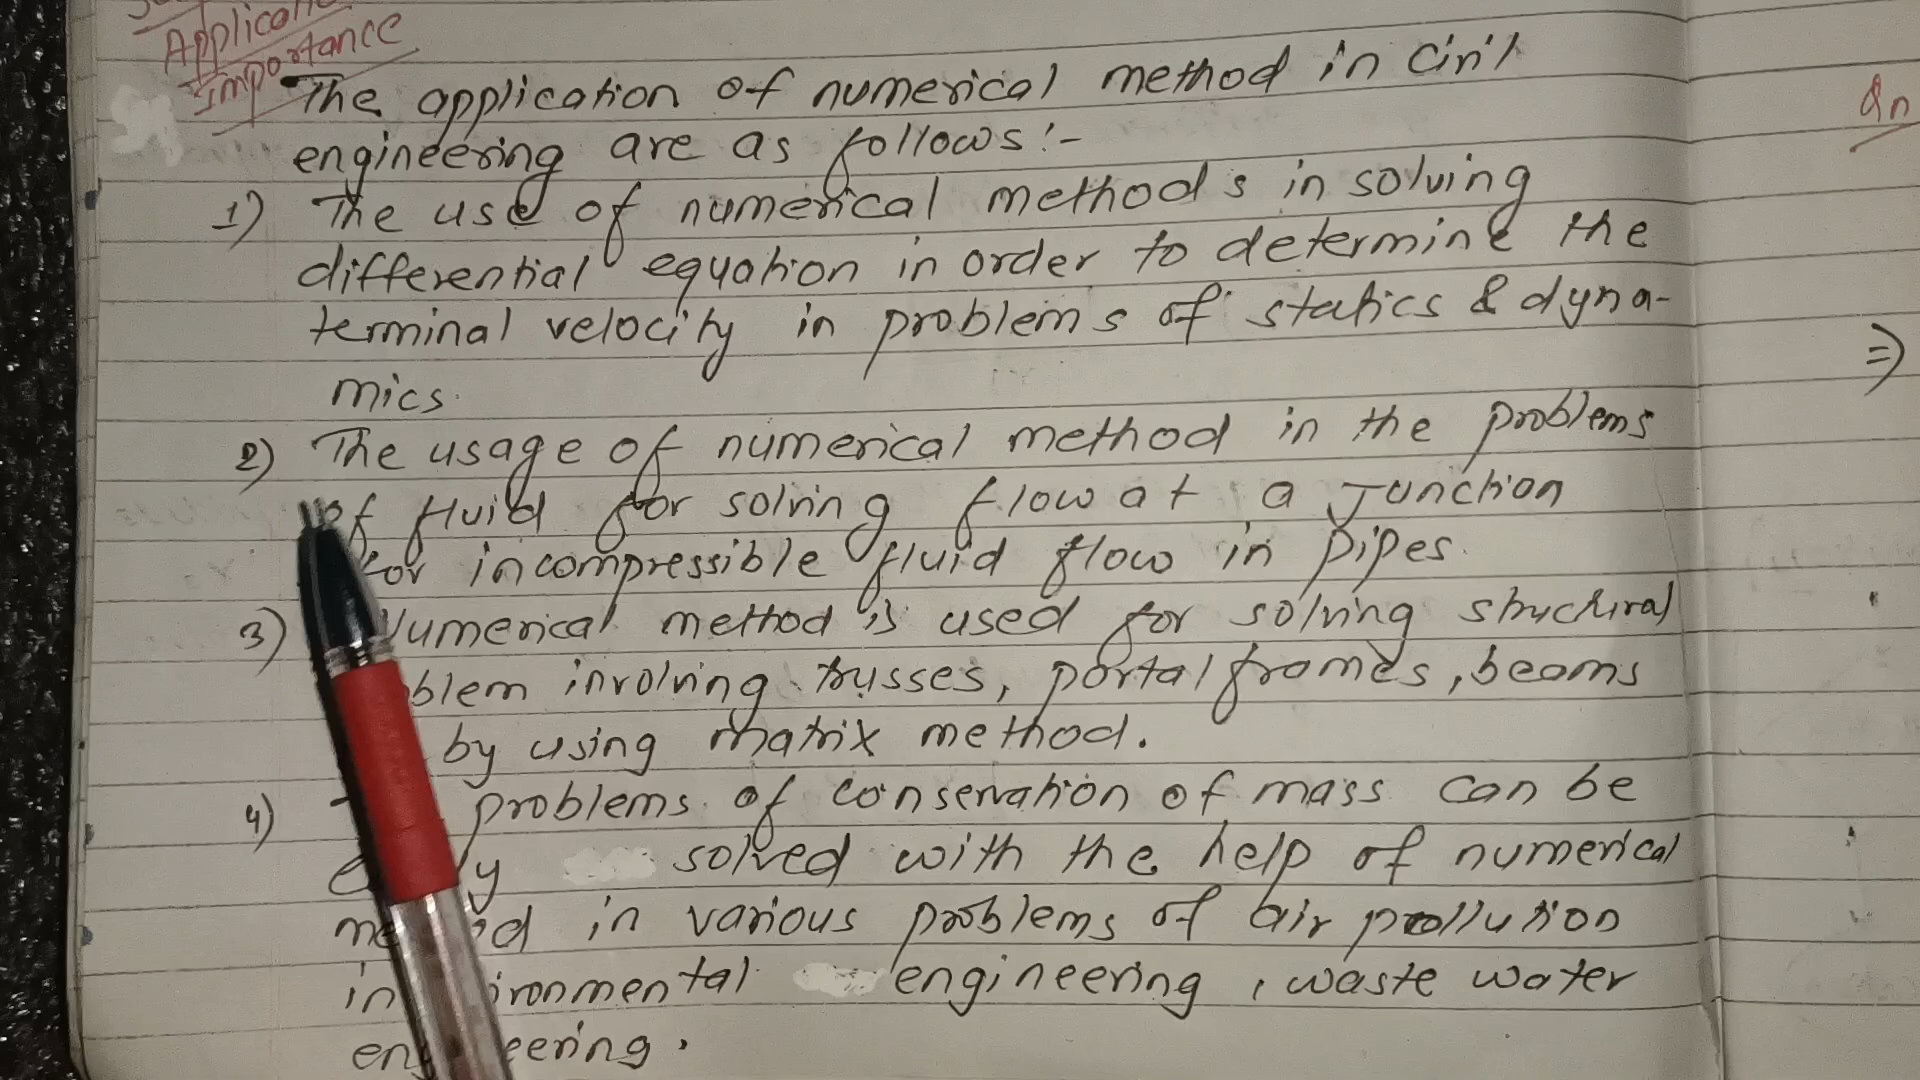 Importance
The application of numerical method in Civil
engineering are as follows:-
1) The use of numerical methods in solving
differential equation in order to determine the
terminal velocity in problems of statics & dyna-
mics.
2) The usage of numerical method in the problems
of fluid for solving flow at a Junction
for incompressible fluid flow in pipes.
3) Numerical method is used for solving structural
blem involving trusses, portal frames, beams
by using matrix method.
4) problems of conservation of mass can be
solved with the help of numerical
in various problems of air pollution
in ironmental engineering, waste water
eering.
Qn
=)